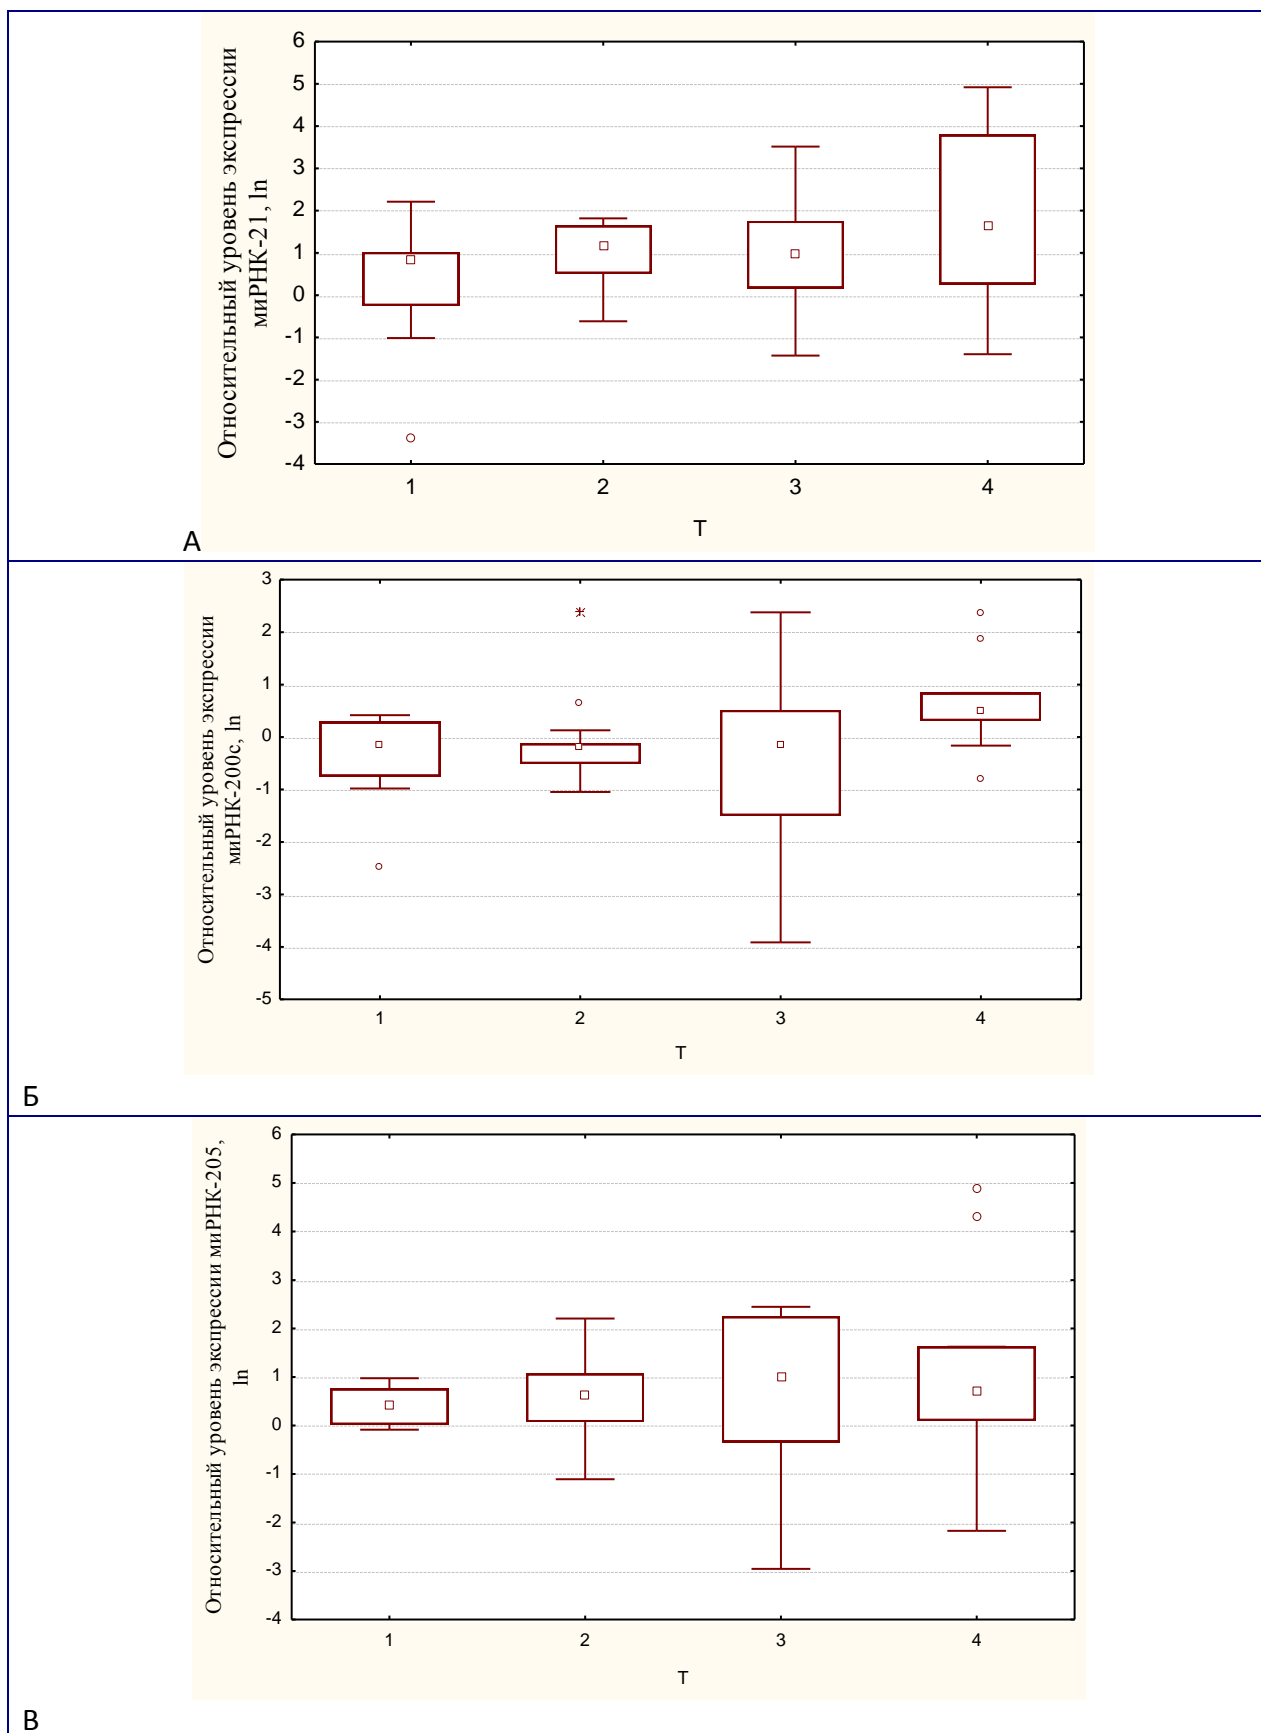 Относительный уровень экспрессии
миРНК-21, ln
6
5
4
3
2
1
0
-1
-2
-3
-4
1 2 3 4
T
А
Относительный уровень экспрессии
миРНК-200с, ln
3
2
1
0
-1
-2
-3
-4
-5
1 2 3 4
T
Б
Относительный уровень экспрессии миРНК-205,
ln
6
5
4
3
2
1
0
-1
-2
-3
-4
1 2 3 4
T
В